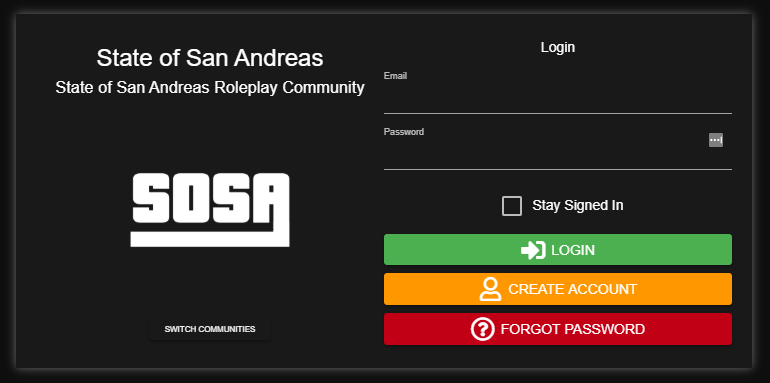 State of San Andreas
State of San Andreas Roleplay Community
SOSA
SWITCH COMMUNITIES
Login
Email
Password
Stay Signed In
LOGIN
CREATE ACCOUNT
FORGOT PASSWORD